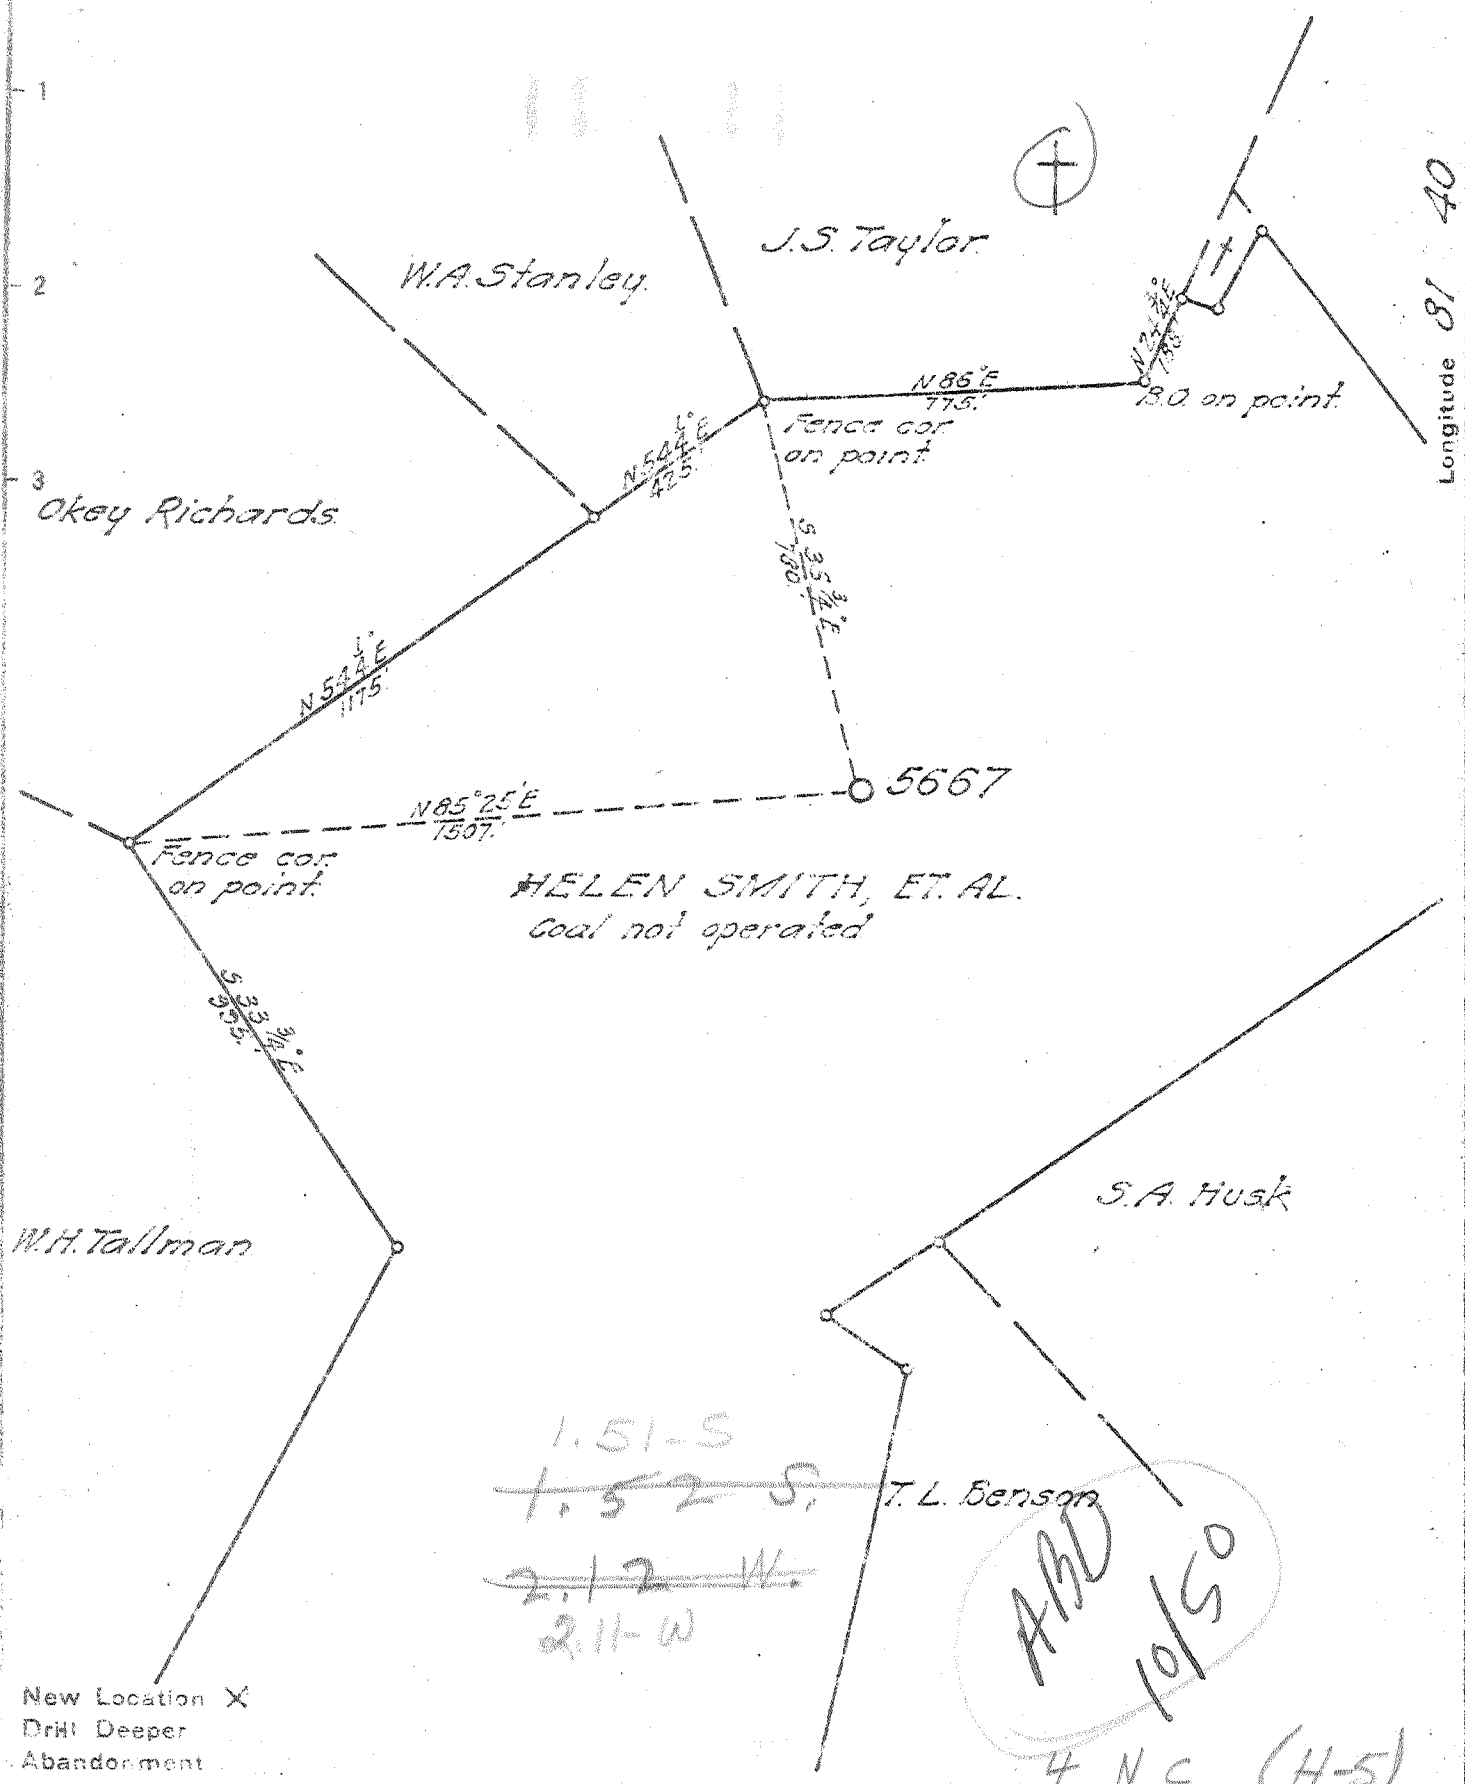 1
J.S. Taylor.
W.A. Stanley.
2
Longitude 81 40
N 24 3/4° E
188'
N 86° E
775.'
B.O. on point.
Fence cor.
on point.
N 54 1/4° E
425.'
3
Okey Richards.
S 35 3/4° E
780.'
N 54 1/4° E
1175.'
5667
N 85° 25' E
1507.'
Fence cor.
on point.
HELEN SMITH, ET. AL.
Coal not operated
S 33 3/4° E
995.'
S.A. Husk
W.H. Tallman
1.51-S
1.52 S.
T. L. Benson
2.12 W.
2.11-W
ABD
10/50
New Location X
Drill Deeper
Abandonment
4 N C (H-5)